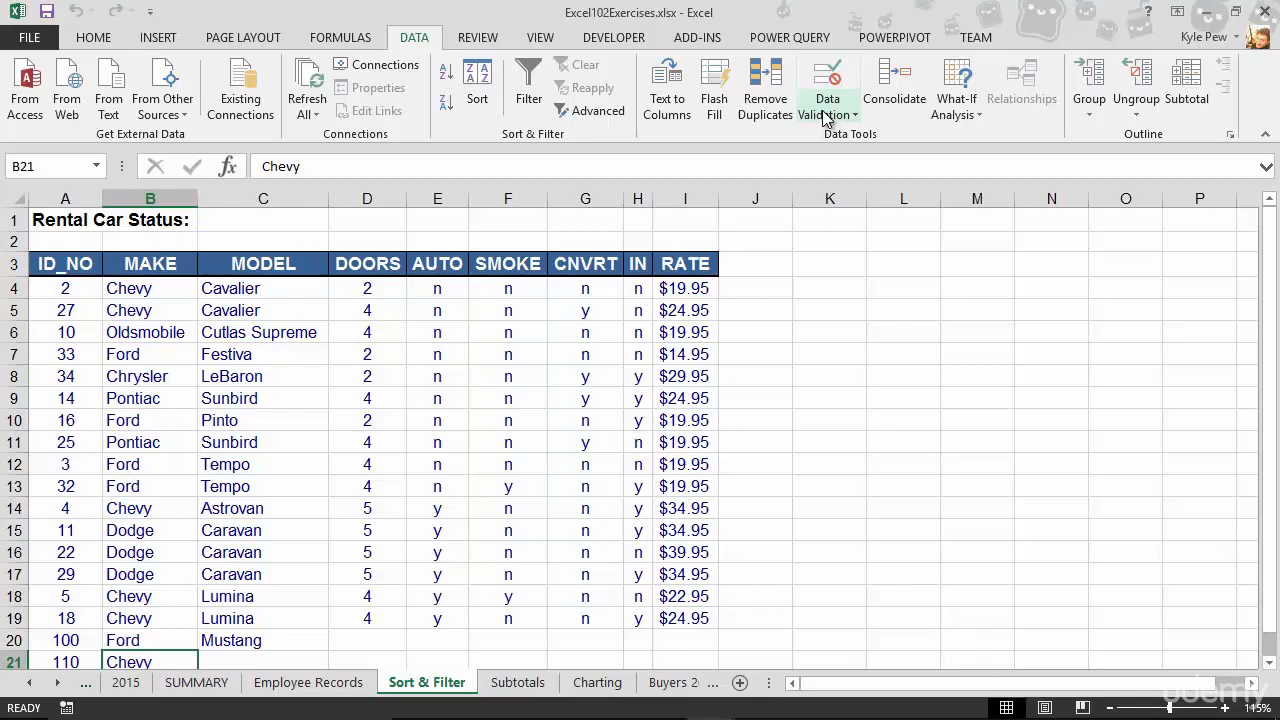 Excel102Exercises.xlsx - Excel
FILE HOME INSERT PAGE LAYOUT FORMULAS DATA REVIEW VIEW DEVELOPER ADD-INS POWER QUERY POWERPIVOT TEAM Kyle Pew
From Access
From Web
From Text
From Other Sources
Existing Connections
Get External Data
Refresh All
Connections
Properties
Edit Links
Connections
Sort
Filter
Clear
Reapply
Advanced
Sort & Filter
Text to Columns
Flash Fill
Remove Duplicates
Data Validation
Consolidate
What-If Analysis
Relationships
Data Tools
Group
Ungroup
Subtotal
Outline
B21 fx Chevy
A B C D E F G H I J K L M N O P
1 Rental Car Status:
2
3 ID_NO MAKE MODEL DOORS AUTO SMOKE CNVRT IN RATE
4 2 Chevy Cavalier 2 n n n n $19.95
5 27 Chevy Cavalier 4 n n y n $24.95
6 10 Oldsmobile Cutlas Supreme 4 n n n n $19.95
7 33 Ford Festiva 2 n n n n $14.95
8 34 Chrysler LeBaron 2 n n y y $29.95
9 14 Pontiac Sunbird 4 n n y y $24.95
10 16 Ford Pinto 2 n n n y $19.95
11 25 Pontiac Sunbird 4 n n y n $19.95
12 3 Ford Tempo 4 n n n n $19.95
13 32 Ford Tempo 4 n y n y $19.95
14 4 Chevy Astrovan 5 y n n y $34.95
15 11 Dodge Caravan 5 y n n y $34.95
16 22 Dodge Caravan 5 y n n n $39.95
17 29 Dodge Caravan 5 y n n y $34.95
18 5 Chevy Lumina 4 y y n n $22.95
19 18 Chevy Lumina 4 y n n y $24.95
20 100 Ford Mustang
21 110 Chevy
... 2015 SUMMARY Employee Records Sort & Filter Subtotals Charting Buyers 2 ...
READY 115%
udemy